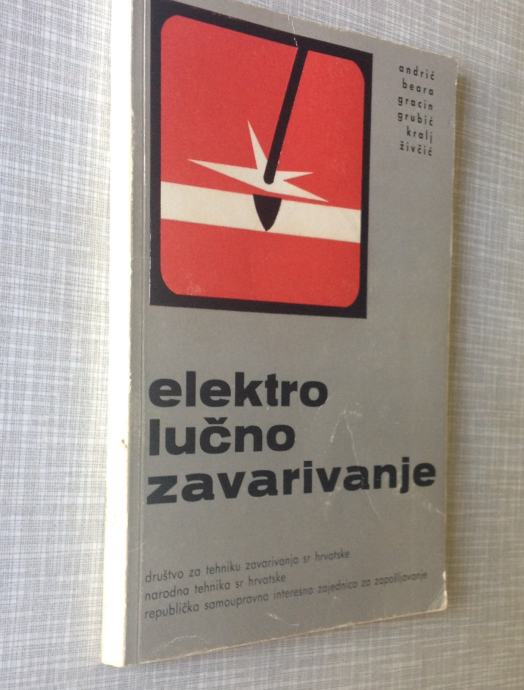 andrić
beara
gracin
grubić
kralj
živčić
elektro
lučno
zavarivanje
društvo za tehniku zavarivanja sr hrvatske
narodna tehnika sr hrvatske
republička samoupravna interesna zajednica za zapošljavanje